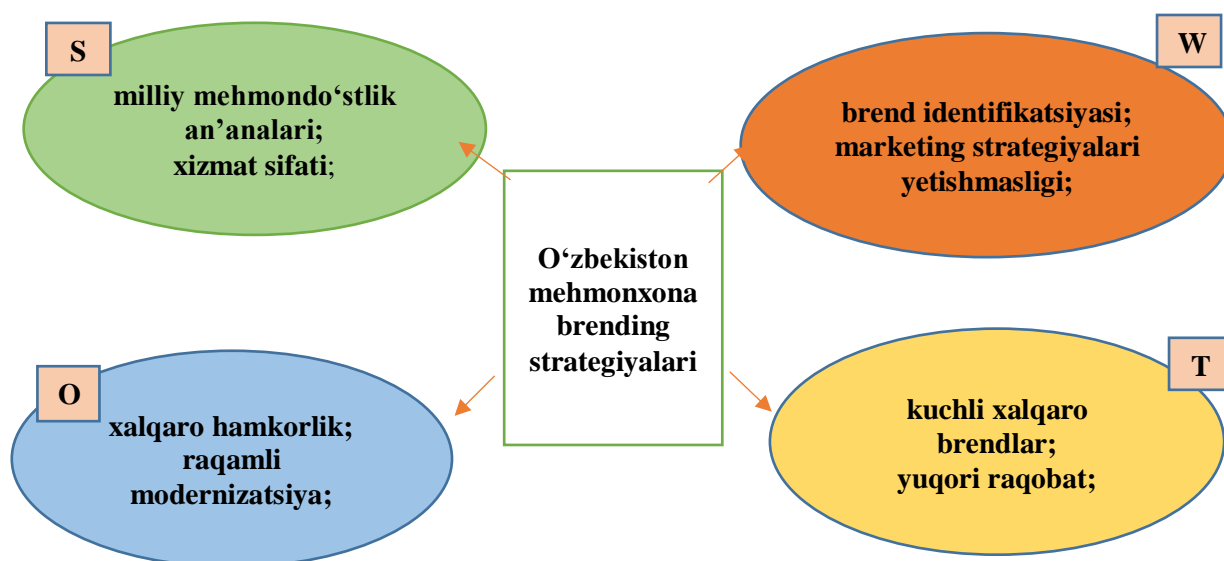 S
milliy mehmondo‘stlik
an’analari;
xizmat sifati;
W
brend identifikatsiyasi;
marketing strategiyalari
yetishmasligi;
O‘zbekiston
mehmonxona
brending
strategiyalari
O
xalqaro hamkorlik;
raqamli
modernizatsiya;
T
kuchli xalqaro
brendlar;
yuqori raqobat;